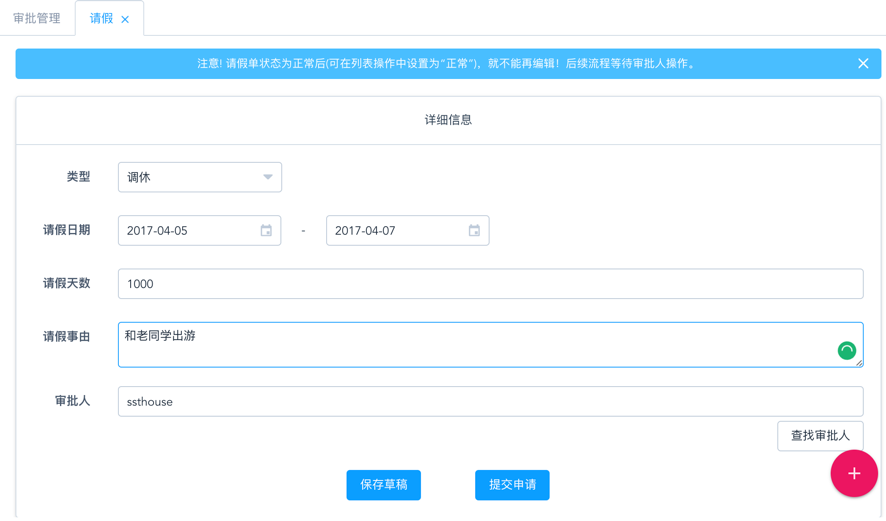 审批管理 请假
注意! 请假单状态为正常后(可在列表操作中设置为“正常”)，就不能再编辑！后续流程等待审批人操作。
详细信息
类型 调休
请假日期 2017-04-05 - 2017-04-07
请假天数 1000
请假事由 和老同学出游
审批人 ssthouse
查找审批人
保存草稿 提交申请